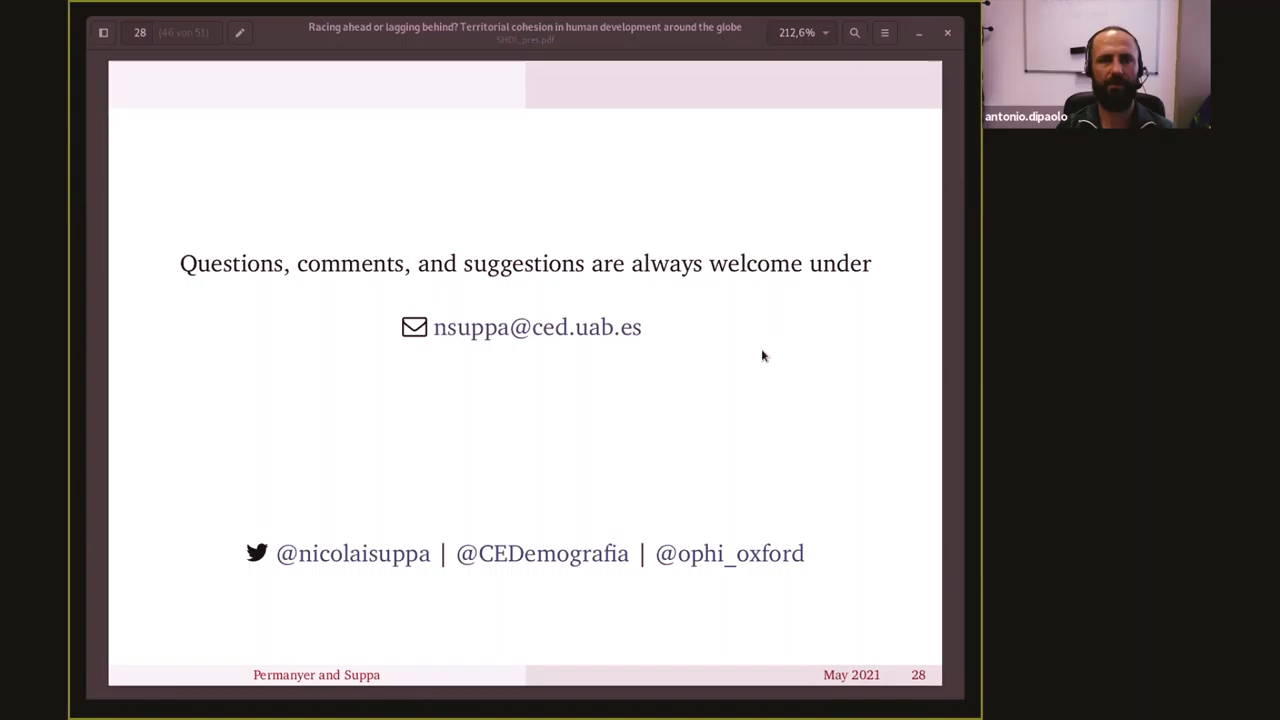 28 (46 von 51)
Racing ahead or lagging behind? Territorial cohesion in human development around the globe
SHDI_pres.pdf
212,6%
antonio.dipaolo
Questions, comments, and suggestions are always welcome under
nsuppa@ced.uab.es
@nicolaisuppa | @CEDemografia | @ophi_oxford
Permanyer and Suppa May 2021 28